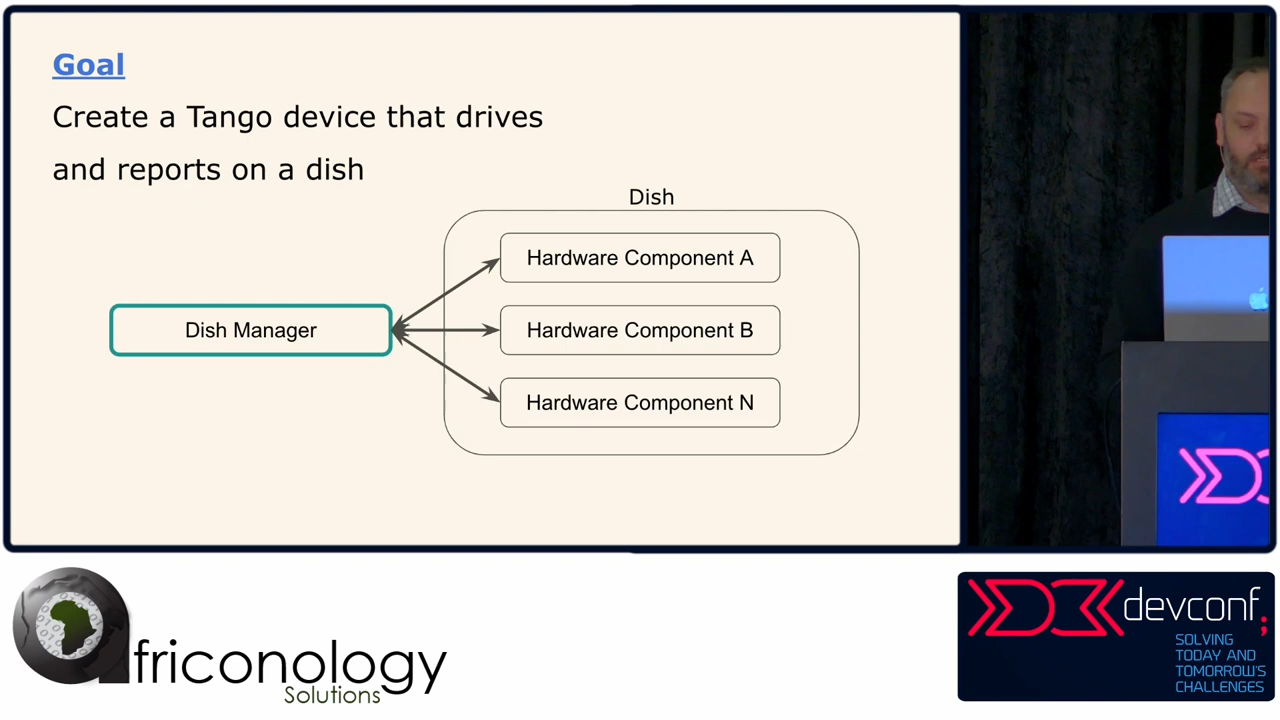 Goal
Create a Tango device that drives
and reports on a dish
Dish
Hardware Component A
Dish Manager
Hardware Component B
Hardware Component N
africonology
Solutions
devconf;
SOLVING
TODAY AND
TOMORROW'S
CHALLENGES